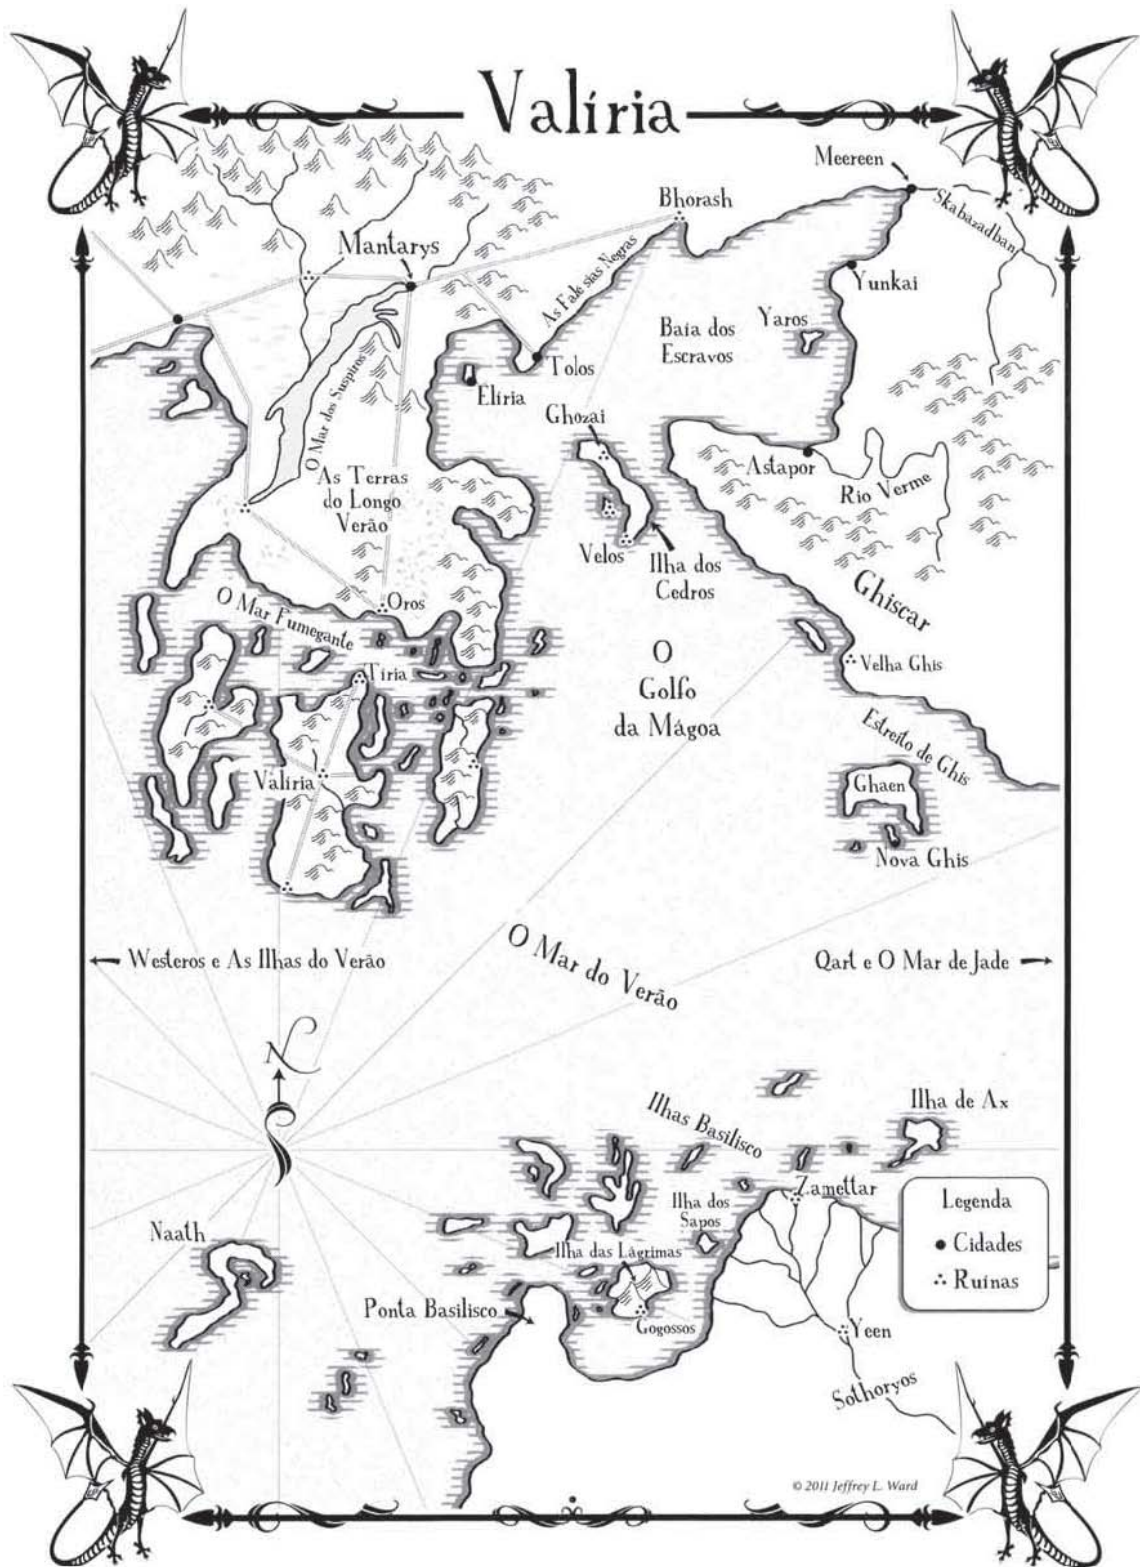 Valíria
Meereen
Skahazadhan
Bhorash
Mantarys
As Falesias Negras
Yunkai
Yaros
Baía dos
Escravos
Tolos
Elíria
O Mar dos Suspiros
Ghozai
Astapor
Rio Verme
As Terras
do Longo
Verão
Velos
Ilha dos
Cedros
Ghiscar
Oros
O Mar Fumegante
O
Golfo
da Mágoa
Velha Ghis
Tíria
Estreito de Ghis
Valíria
Ghaen
Nova Ghis
O Mar do Verão
Westeros e As Ilhas do Verão
Qart e O Mar de Jade
N
Ilhas Basilisco
Ilha de Ax
Zamettar
Ilha dos
Sapos
Naath
Ilha das Lágrimas
Ponta Basilisco
Gogossos
Yeen
Sothoryos
Legenda
Cidades
Ruínas
© 2011 Jeffrey L. Ward